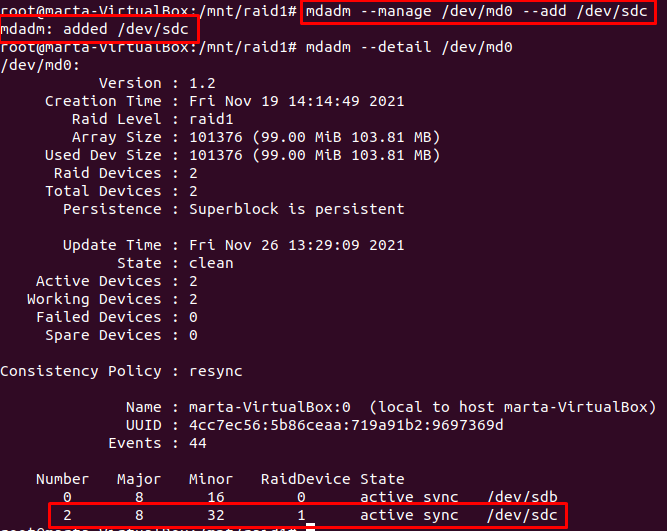 root@marta-VirtualBox:/mnt/raid1# mdadm --manage /dev/md0 --add /dev/sdc
mdadm: added /dev/sdc
root@marta-VirtualBox:/mnt/raid1# mdadm --detail /dev/md0
/dev/md0:
Version : 1.2
Creation Time : Fri Nov 19 14:14:49 2021
Raid Level : raid1
Array Size : 101376 (99.00 MiB 103.81 MB)
Used Dev Size : 101376 (99.00 MiB 103.81 MB)
Raid Devices : 2
Total Devices : 2
Persistence : Superblock is persistent
Update Time : Fri Nov 26 13:29:09 2021
State : clean
Active Devices : 2
Working Devices : 2
Failed Devices : 0
Spare Devices : 0
Consistency Policy : resync
Name : marta-VirtualBox:0 (local to host marta-VirtualBox)
UUID : 4cc7ec56:5b86ceaa:719a91b2:9697369d
Events : 44
Number Major Minor RaidDevice State
0 8 16 0 active sync /dev/sdb
2 8 32 1 active sync /dev/sdc
root@marta-VirtualBox:/mnt/raid1#